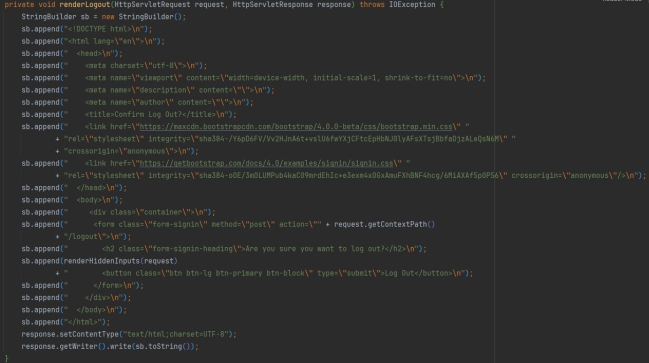 private void renderLogout(HttpServletRequest request, HttpServletResponse response) throws IOException {
StringBuilder sb = new StringBuilder();
sb.append("<!DOCTYPE html>\n");
sb.append("<html lang=\"en\">\n");
sb.append("  <head>\n");
sb.append("    <meta charset=\"utf-8\">\n");
sb.append("    <meta name=\"viewport\" content=\"width=device-width, initial-scale=1, shrink-to-fit=no\">\n");
sb.append("    <meta name=\"description\" content=\"\">\n");
sb.append("    <meta name=\"author\" content=\"\">\n");
sb.append("    <title>Confirm Log Out?</title>\n");
sb.append("    <link href=\"https://maxcdn.bootstrapcdn.com/bootstrap/4.0.0-beta/css/bootstrap.min.css\" "
+ "rel=\"stylesheet\" integrity=\"sha384-/Y6pD6FV/Vv2HJnA6t+vslU6fwYXjCFtcEpHbNJ0lyAFsXTsjBbfaDjzALeQsN6M\" "
+ "crossorigin=\"anonymous\">\n");
sb.append("    <link href=\"https://getbootstrap.com/docs/4.0/examples/signin/signin.css\" "
+ "rel=\"stylesheet\" integrity=\"sha384-oOE/3m0LUMPub4kaC09mrdEhIc+e3exm4xOGxAmuFXhBNF4hcg/6MiAXAf5p0P56\" crossorigin=\"anonymous\"/>\n");
sb.append("  </head>\n");
sb.append("  <body>\n");
sb.append("     <div class=\"container\">\n");
sb.append("      <form class=\"form-signin\" method=\"post\" action=\"" + request.getContextPath()
+ "/logout\">\n");
sb.append("        <h2 class=\"form-signin-heading\">Are you sure you want to log out?</h2>\n");
sb.append(renderHiddenInputs(request)
+ "        <button class=\"btn btn-lg btn-primary btn-block\" type=\"submit\">Log Out</button>\n");
sb.append("      </form>\n");
sb.append("    </div>\n");
sb.append("  </body>\n");
sb.append("</html>");
response.setContentType("text/html;charset=UTF-8");
response.getWriter().write(sb.toString());
}